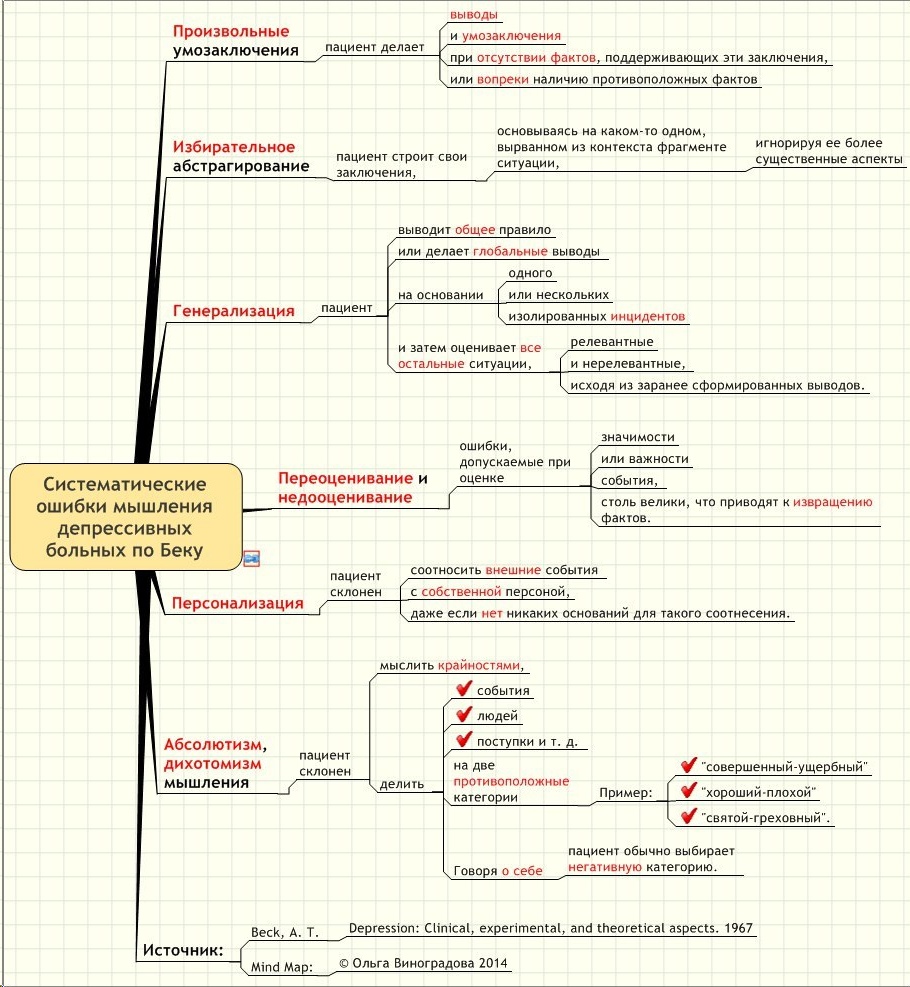 Систематические
ошибки мышления
депрессивных
больных по Беку
Произвольные
умозаключения
пациент делает
выводы
и умозаключения
при отсутствии фактов, поддерживающих эти заключения,
или вопреки наличию противоположных фактов
Избирательное
абстрагирование
пациент строит свои
заключения,
основываясь на каком-то одном,
вырванном из контекста фрагменте
ситуации,
игнорируя ее более
существенные аспекты
Генерализация
пациент
выводит общее правило
или делает глобальные выводы
на основании
одного
или нескольких
изолированных инцидентов
и затем оценивает все
остальные ситуации,
релевантные
и нерелевантные,
исходя из заранее сформированных выводов.
Переоценивание и
недооценивание
ошибки,
допускаемые при
оценке
значимости
или важности
события,
столь велики, что приводят к извращению
фактов.
Персонализация
пациент
склонен
соотносить внешние события
с собственной персоной,
даже если нет никаких оснований для такого соотнесения.
Абсолютизм,
дихотомизм
мышления
пациент
склонен
мыслить крайностями,
делить
события
людей
поступки и т. д.
на две
противоположные
категории
Пример:
"совершенный-ущербный"
"хороший-плохой"
"святой-греховный".
Говоря о себе
пациент обычно выбирает
негативную категорию.
Источник:
Beck, A. T.
Depression: Clinical, experimental, and theoretical aspects. 1967
Mind Map:
© Ольга Виноградова 2014